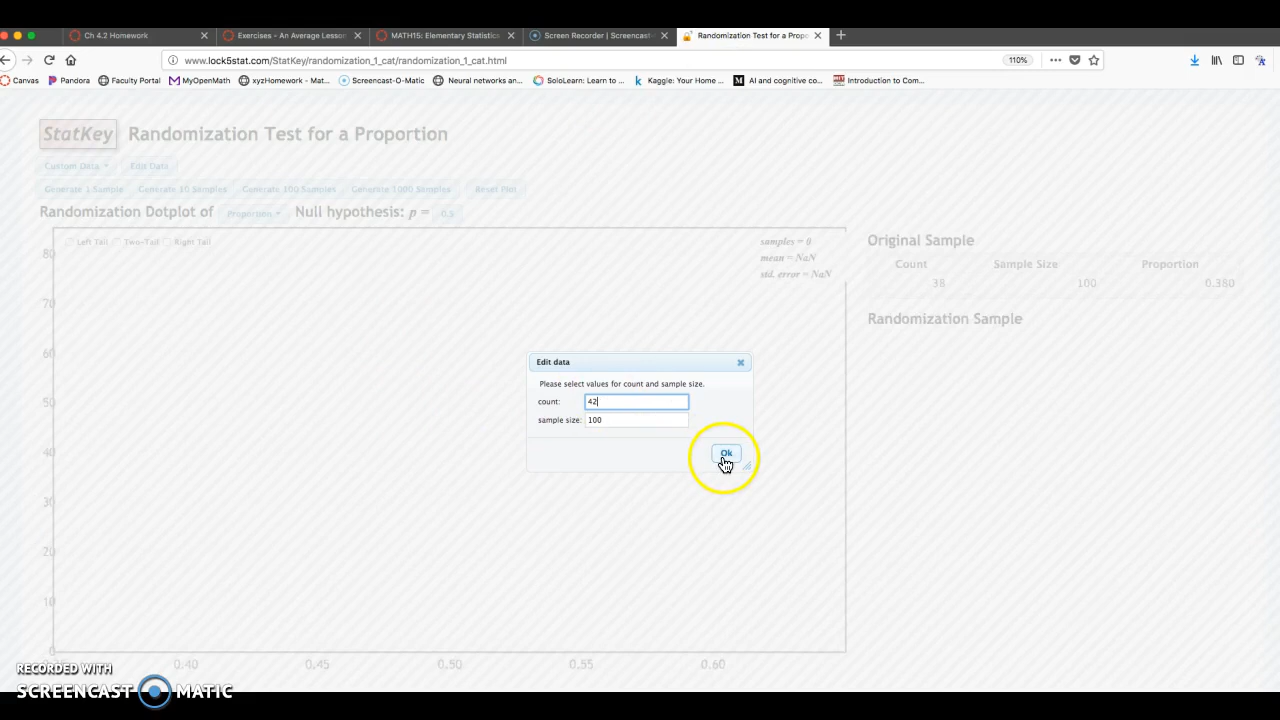 Ch 4.2 Homework
Exercises - An Average Lesson
MATH15: Elementary Statistics
Screen Recorder | Screencast-O
Randomization Test for a Propo
www.lock5stat.com/StatKey/randomization_1_cat/randomization_1_cat.html
110%
Canvas
Pandora
Faculty Portal
MyOpenMath
xyzHomework - Mat...
Screencast-O-Matic
Neural networks an...
SoloLearn: Learn to ...
Kaggle: Your Home ...
AI and cognitive co...
Introduction to Com...
StatKey
Randomization Test for a Proportion
Custom Data
Edit Data
Generate 1 Sample
Generate 10 Samples
Generate 100 Samples
Generate 1000 Samples
Reset Plot
Randomization Dotplot of Proportion Null hypothesis: p = 0.5
Left Tail Two-Tail Right Tail
samples = 0
mean = NaN
std. error = NaN
80
70
60
50
40
30
20
10
0
0.40 0.45 0.50 0.55 0.60
Original Sample
Count Sample Size Proportion
38 100 0.380
Randomization Sample
Edit data
Please select values for count and sample size.
count: 42
sample size: 100
Ok
RECORDED WITH
SCREENCAST MATIC